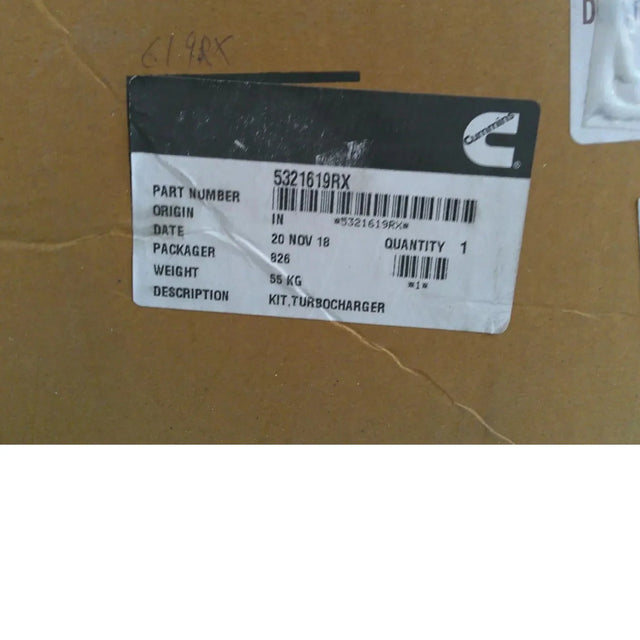 619RX
Cummins
®
PART NUMBER 5321619RX
*5321619RX*
ORIGIN IN
DATE 20 NOV 18 QUANTITY 1
PACKAGER 826
*1*
WEIGHT 55 KG
DESCRIPTION KIT,TURBOCHARGER
D